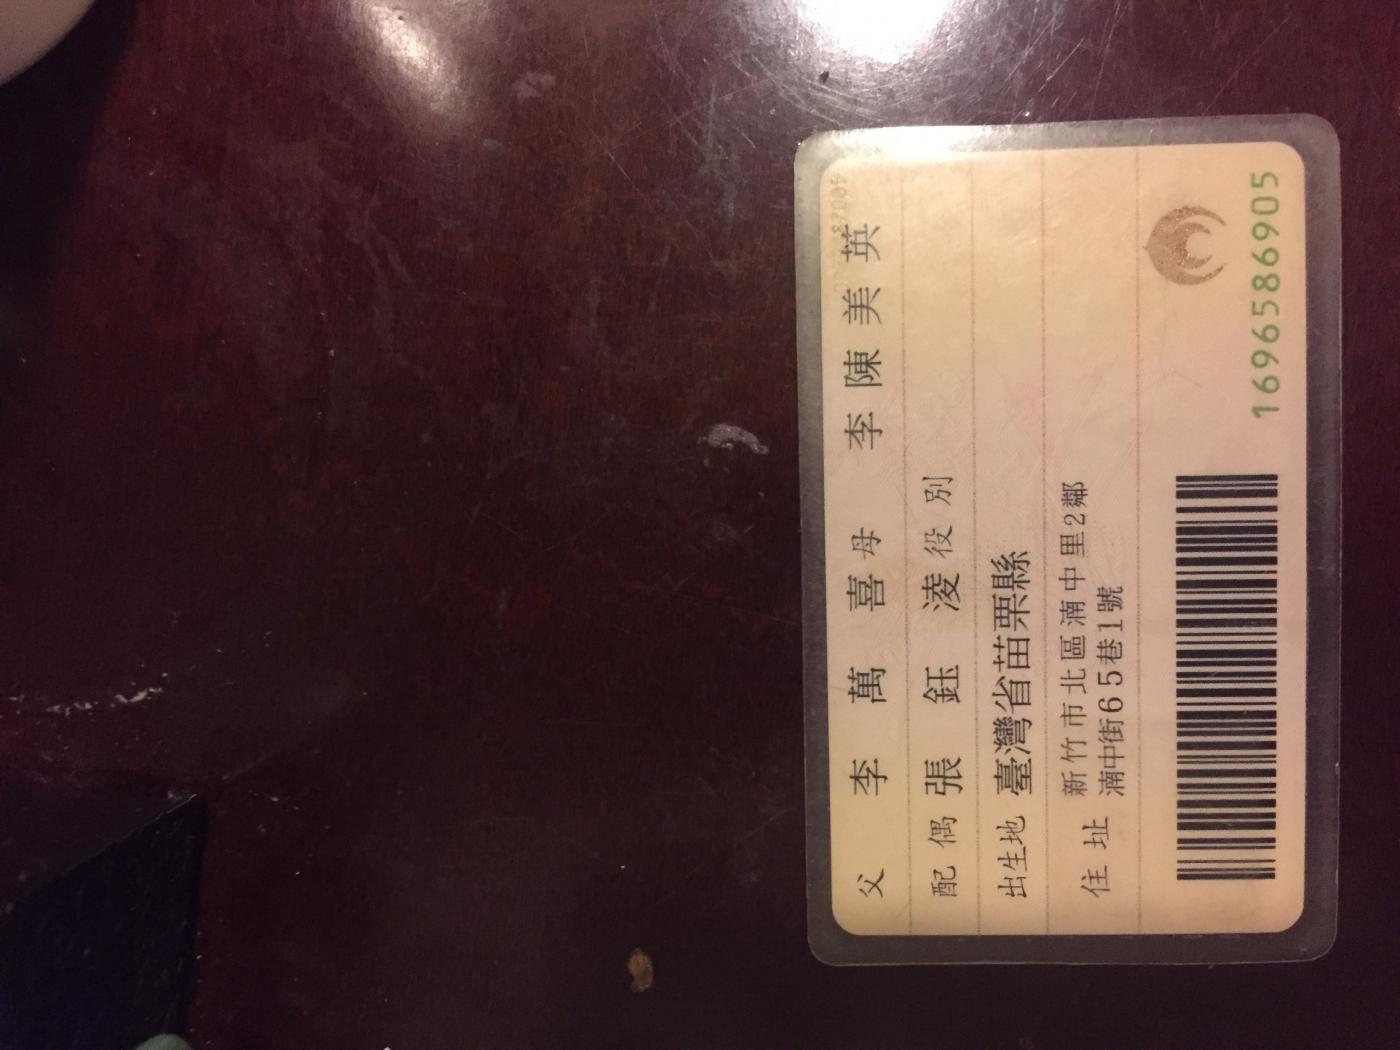 父 李 萬 喜 母 李 陳 美 英
配 偶 張 鈺 淩 役 別
出生地 臺灣省苗栗縣
住 址 新竹市北區湳中里2鄰
湳中街65巷1號
1696586905